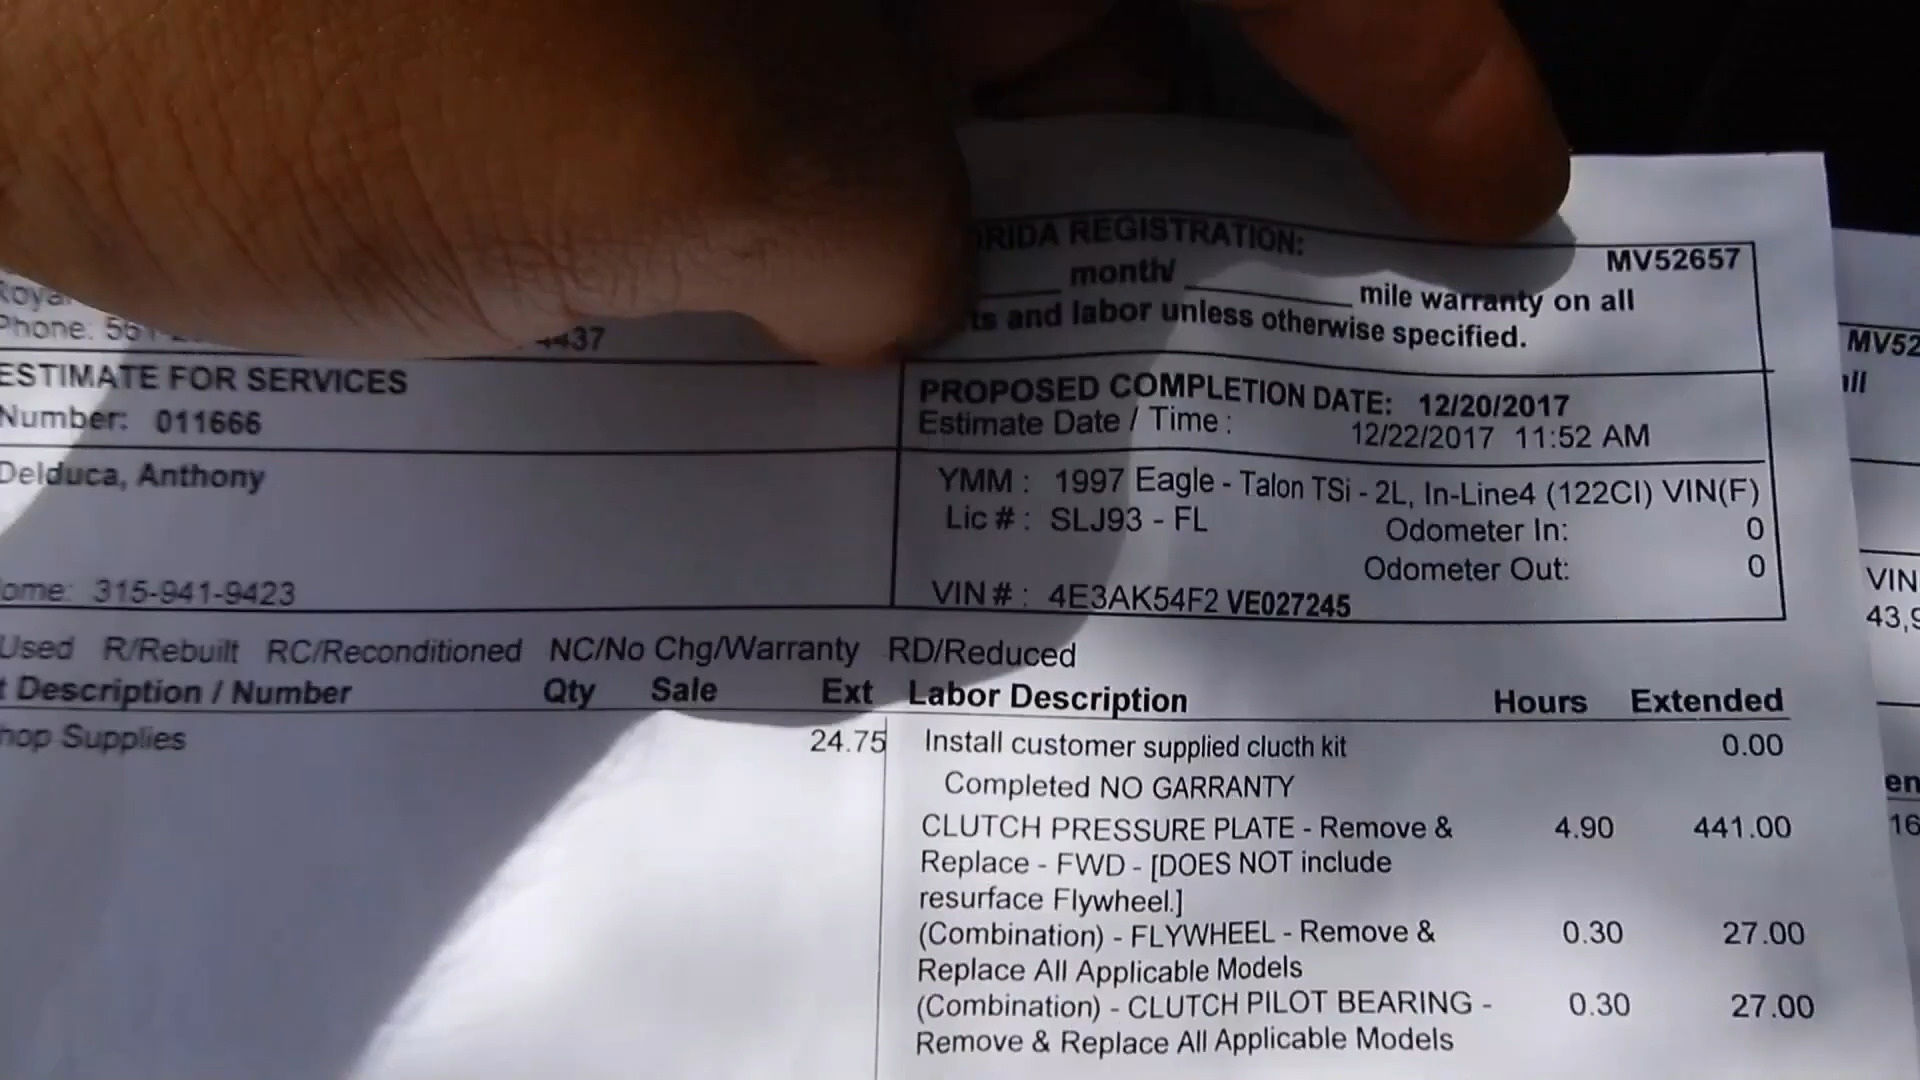 RIDA REGISTRATION: MV52657
month/ mile warranty on all
ts and labor unless otherwise specified.
Phone: 561 4437
ESTIMATE FOR SERVICES
Number: 011666
PROPOSED COMPLETION DATE: 12/20/2017
Estimate Date / Time : 12/22/2017 11:52 AM
Delduca, Anthony
ome: 315-941-9423
YMM : 1997 Eagle - Talon TSi - 2L, In-Line4 (122CI) VIN(F)
Lic # : SLJ93 - FL Odometer In: 0
Odometer Out: 0
VIN # : 4E3AK54F2 VE027245
Used R/Rebuilt RC/Reconditioned NC/No Chg/Warranty RD/Reduced
t Description / Number Qty Sale Ext Labor Description Hours Extended
hop Supplies 24.75
Install customer supplied clucth kit 0.00
Completed NO GARRANTY
CLUTCH PRESSURE PLATE - Remove & 4.90 441.00
Replace - FWD - [DOES NOT include
resurface Flywheel.]
(Combination) - FLYWHEEL - Remove & 0.30 27.00
Replace All Applicable Models
(Combination) - CLUTCH PILOT BEARING - 0.30 27.00
Remove & Replace All Applicable Models
MV52
all
VIN
43,9
en
16